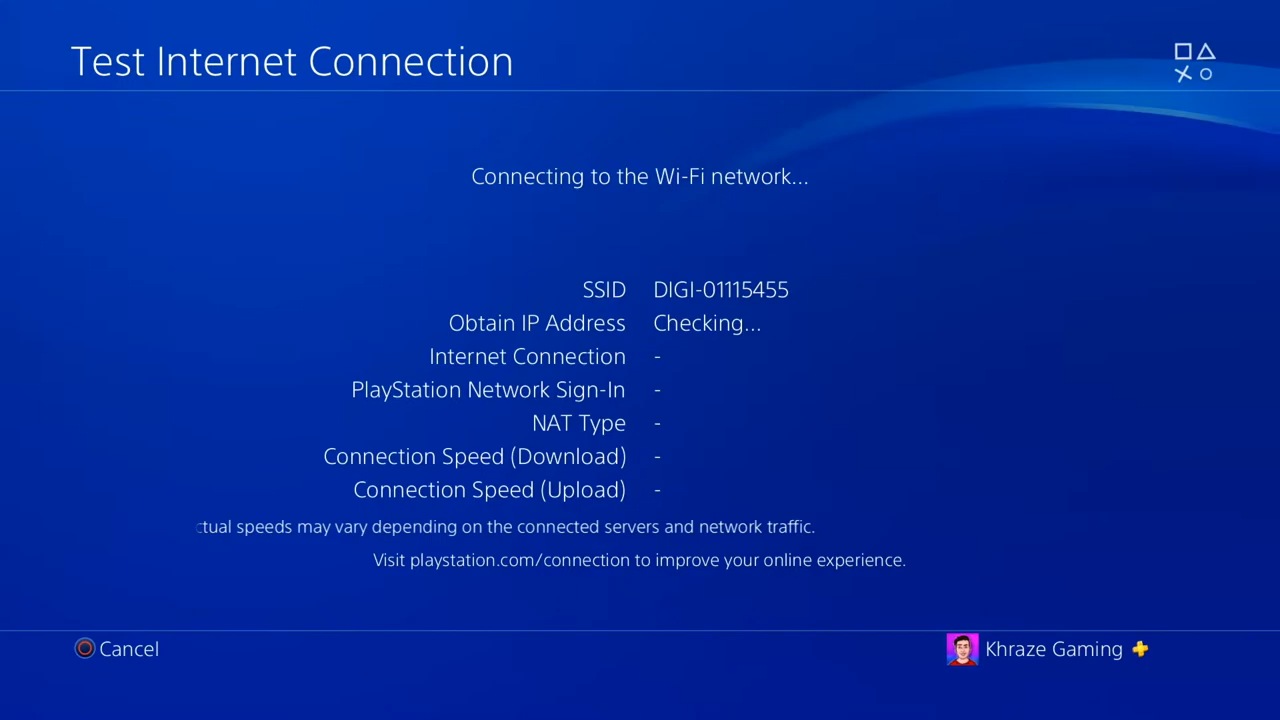 Test Internet Connection
Connecting to the Wi-Fi network...
SSID DIGI-01115455
Obtain IP Address Checking...
Internet Connection -
PlayStation Network Sign-In -
NAT Type -
Connection Speed (Download) -
Connection Speed (Upload) -
ctual speeds may vary depending on the connected servers and network traffic.
Visit playstation.com/connection to improve your online experience.
Cancel
Khraze Gaming